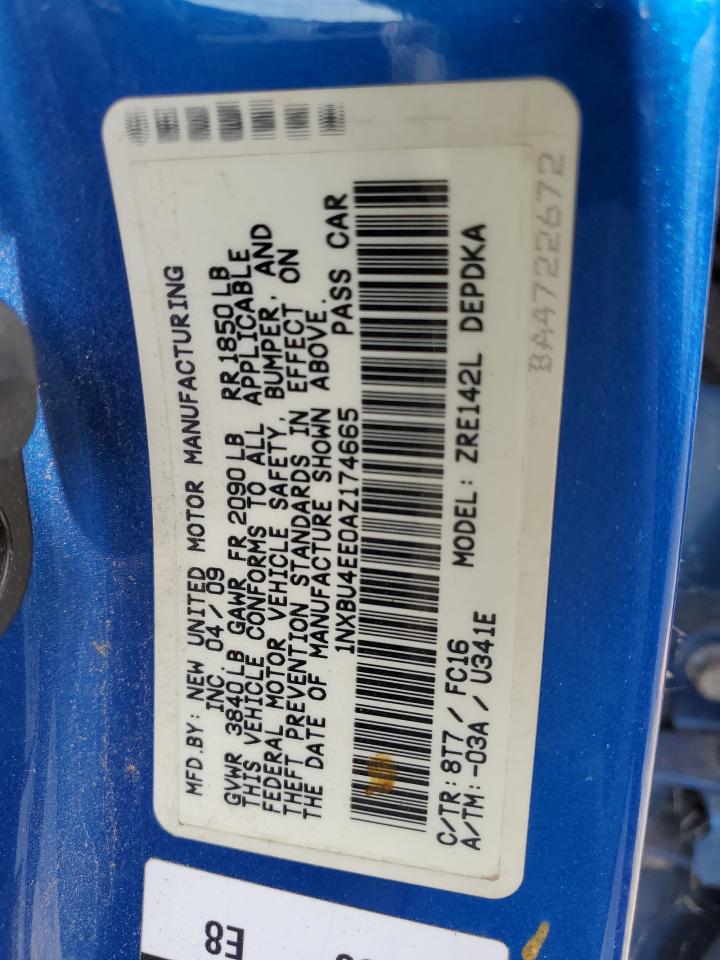 MFD.BY: NEW UNITED MOTOR MANUFACTURING
INC. 04/09
GVWR 3840LB GAWR FR 2090LB RR 1850LB
THIS VEHICLE CONFORMS TO ALL APPLICABLE
FEDERAL MOTOR VEHICLE SAFETY, BUMPER, AND
THEFT PREVENTION STANDARDS IN EFFECT ON
THE DATE OF MANUFACTURE SHOWN ABOVE.
1NXBU4EE0AZ174665 PASS CAR
C/TR: 8T7/FC16 MODEL: ZRE142L DEPDKA
A/TM: -03A/U341E
BA4722672
E8